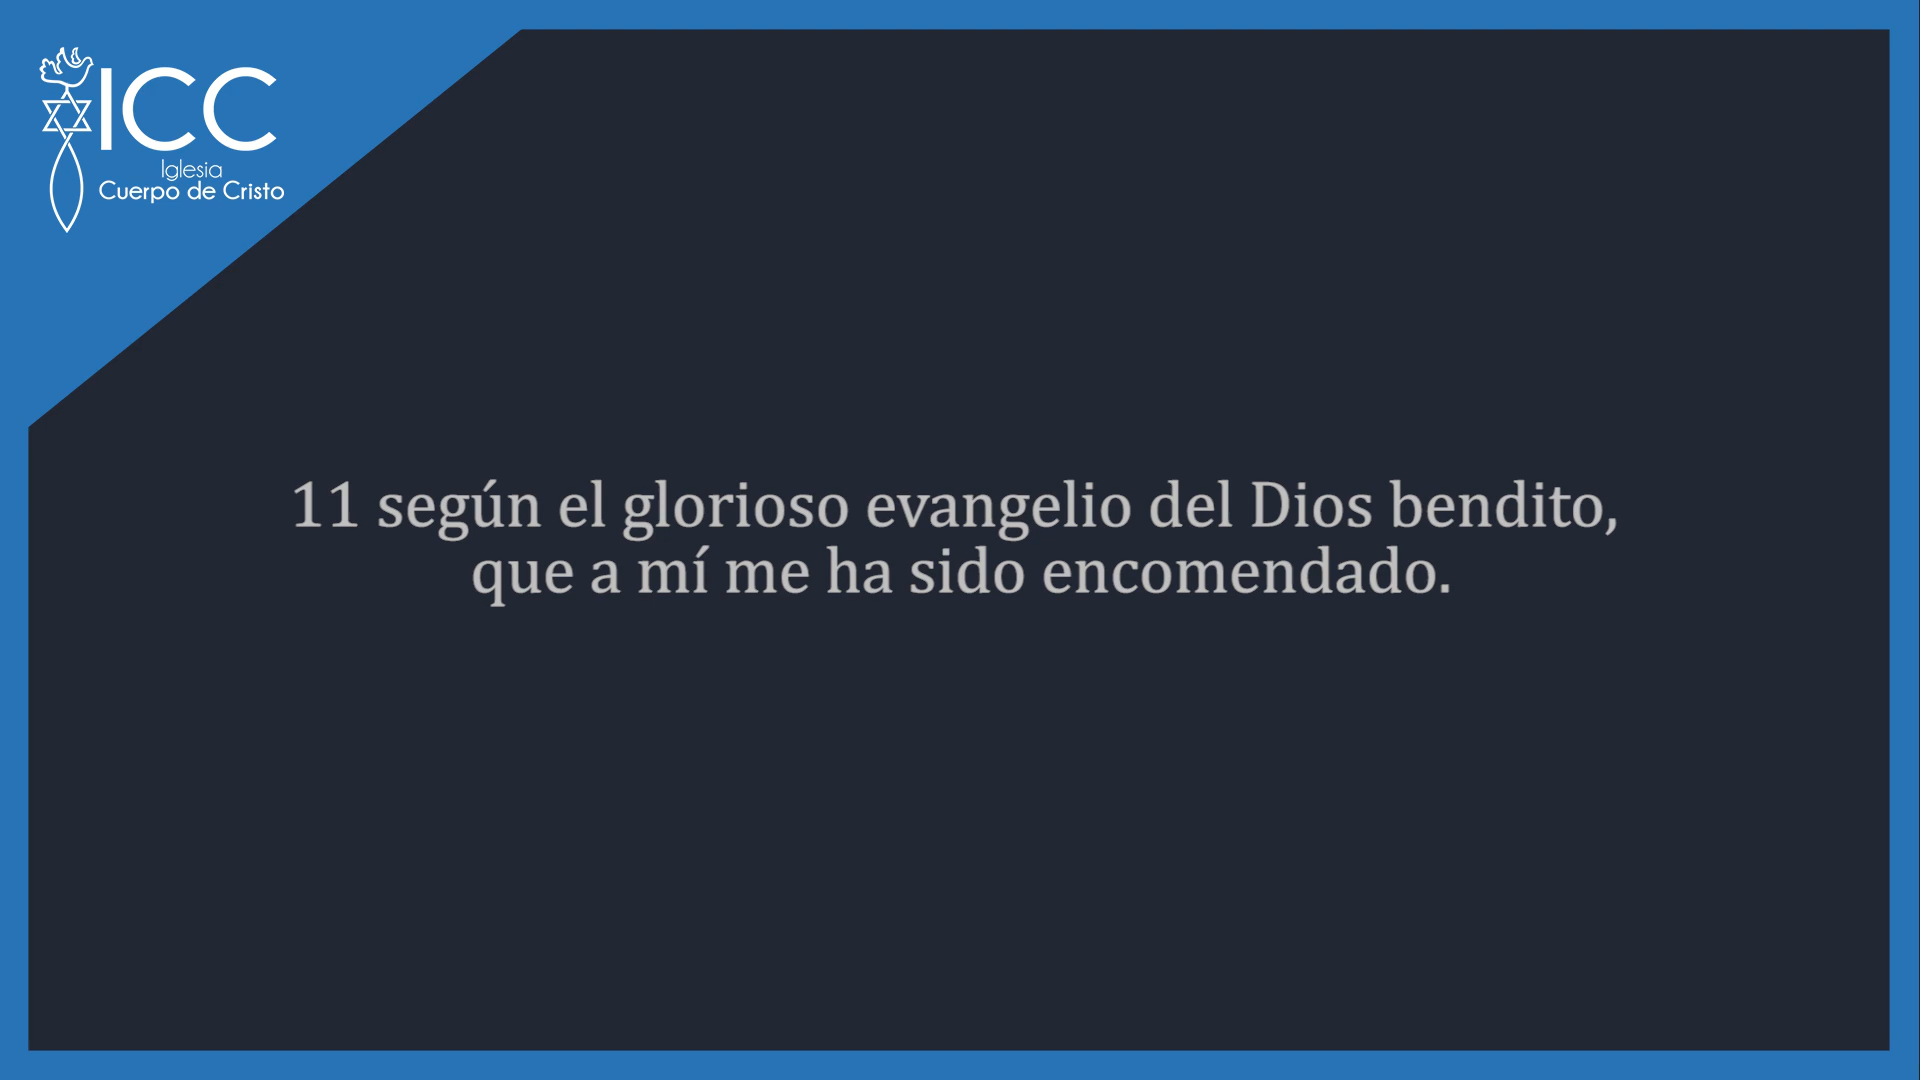 ICC
Iglesia
Cuerpo de Cristo
11 según el glorioso evangelio del Dios bendito,
que a mí me ha sido encomendado.